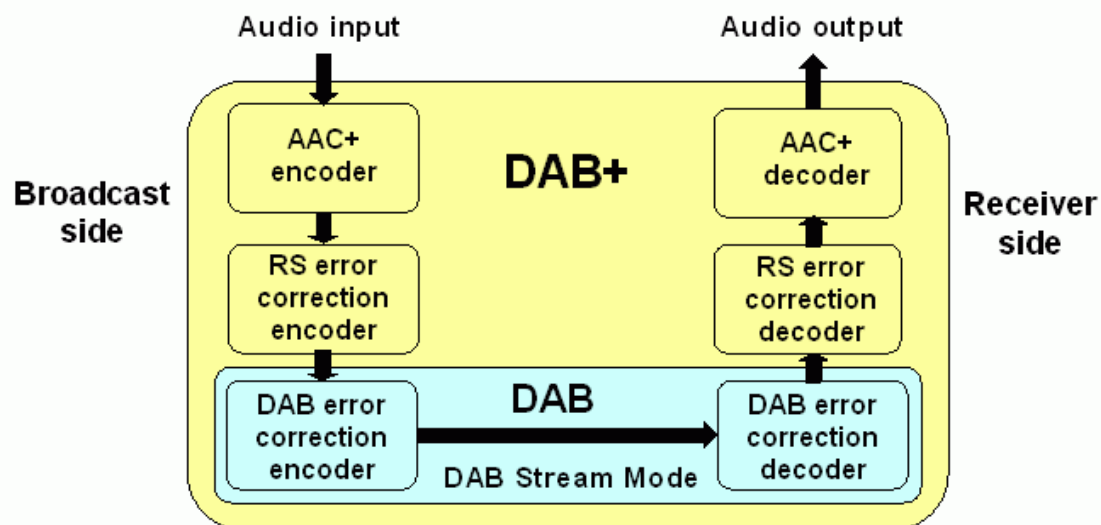 Audio input
Audio output
Broadcast
side
AAC+
encoder
DAB+
AAC+
decoder
Receiver
side
RS error
correction
encoder
RS error
correction
decoder
DAB error
correction
encoder
DAB
DAB Stream Mode
DAB error
correction
decoder